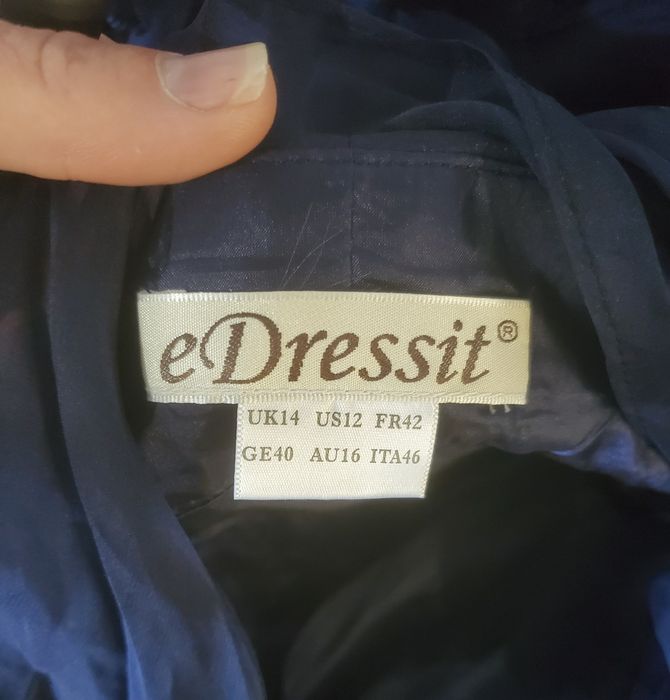 eDressit®
UK14 US12 FR42
GE40 AU16 ITA46